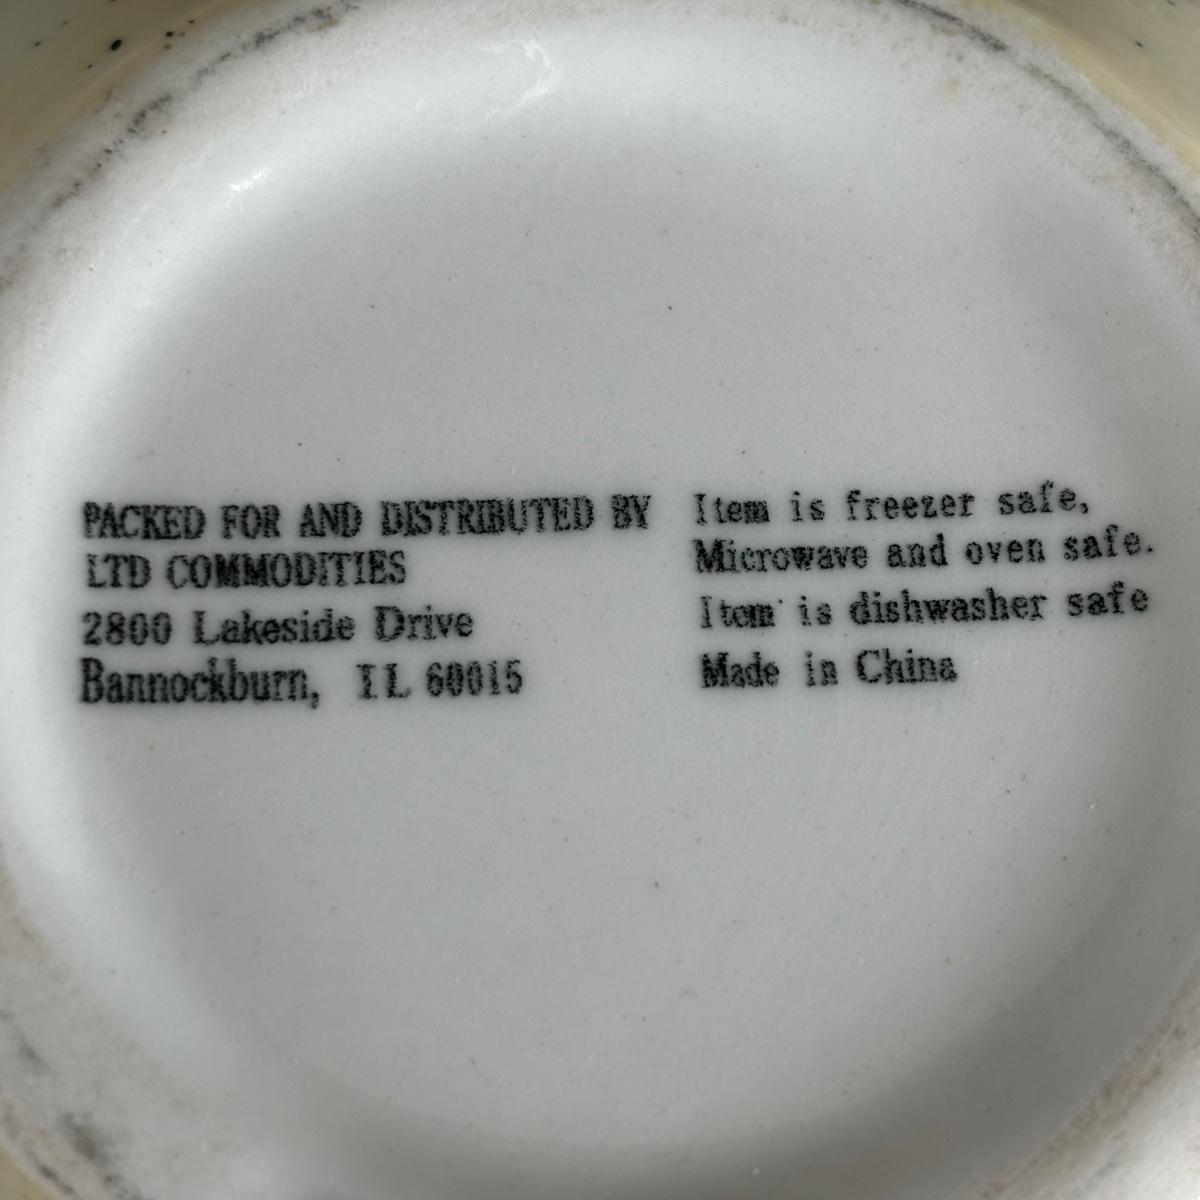 PACKED FOR AND DISTRIBUTED BY
LTD COMMODITIES
2800 Lakeside Drive
Bannockburn, IL 60015
Item is freezer safe,
Microwave and oven safe.
Item is dishwasher safe
Made in China